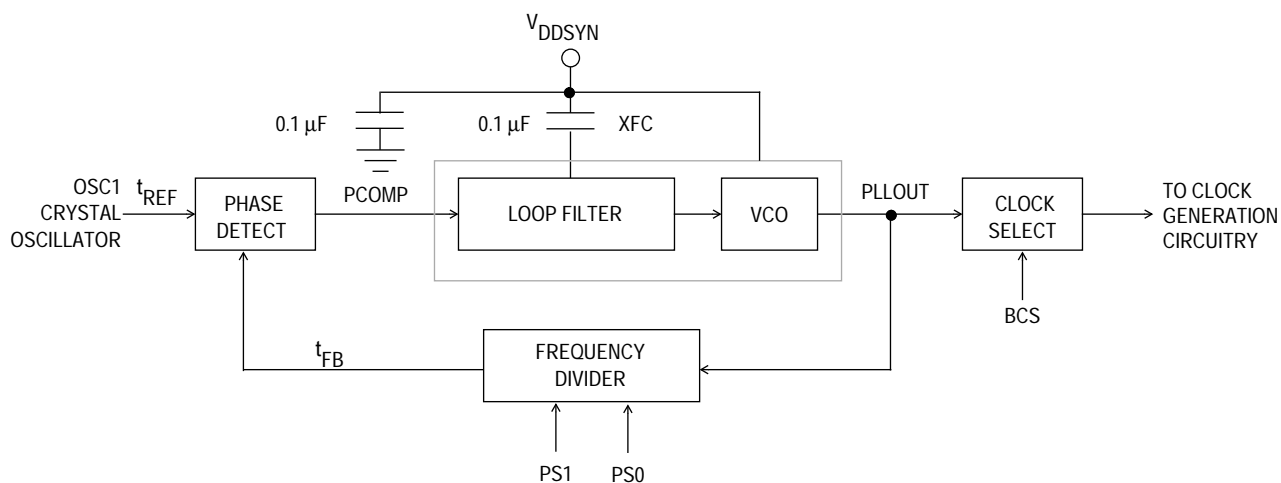 VDDSYN
0.1 μF
0.1 μF
XFC
OSC1
CRYSTAL
OSCILLATOR
tREF
PHASE
DETECT
PCOMP
LOOP FILTER
VCO
PLLOUT
CLOCK
SELECT
TO CLOCK
GENERATION
CIRCUITRY
BCS
tFB
FREQUENCY
DIVIDER
PS1
PS0